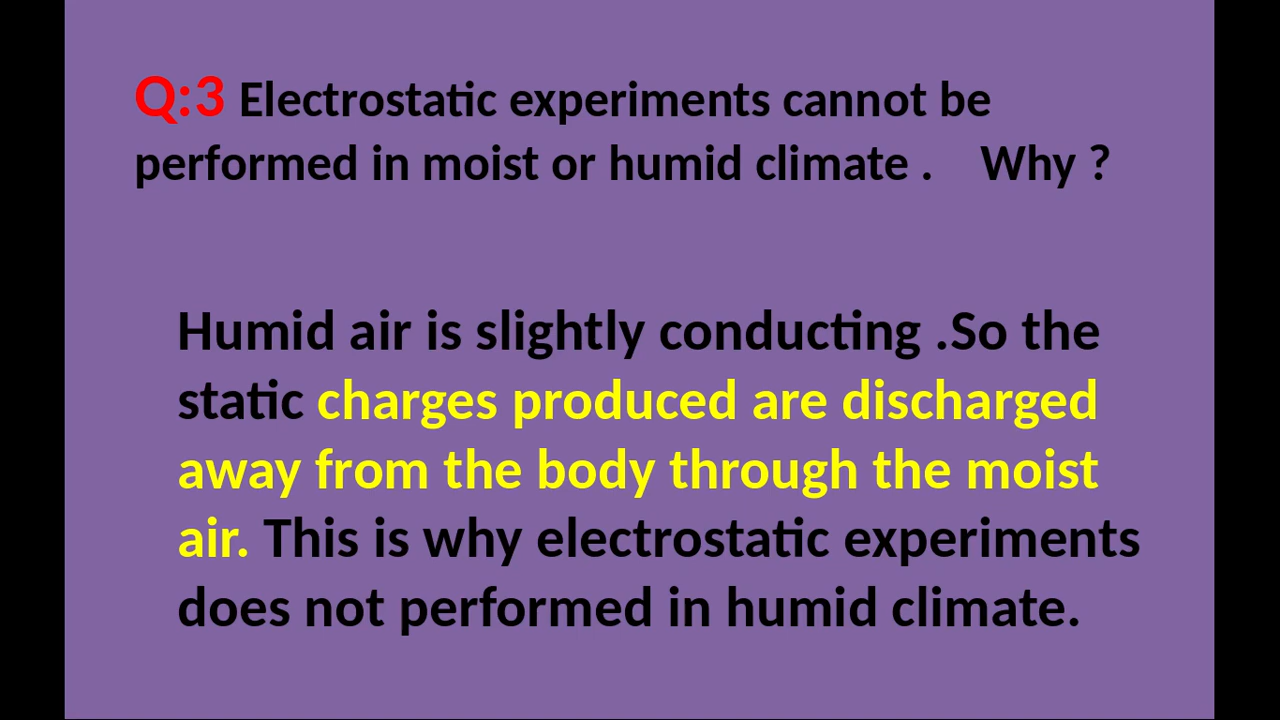 Q:3 Electrostatic experiments cannot be
performed in moist or humid climate . Why ?
Humid air is slightly conducting .So the
static charges produced are discharged
away from the body through the moist
air. This is why electrostatic experiments
does not performed in humid climate.